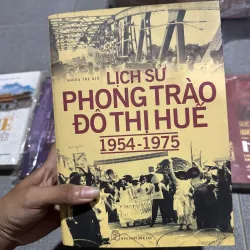 LỊCH SỬ
PHONG TRÀO
ĐÔ THỊ HUẾ
1954-1975